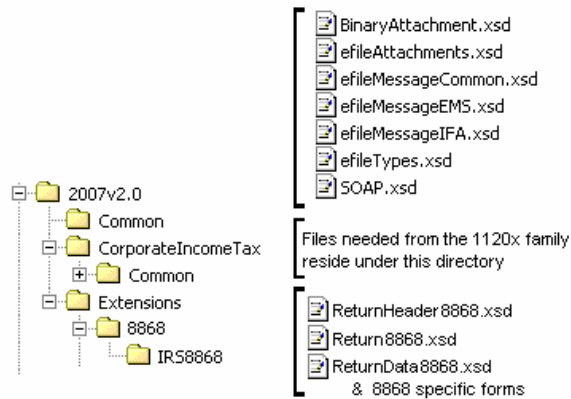 BinaryAttachment.xsd
efileAttachments.xsd
efileMessageCommon.xsd
efileMessageEMS.xsd
efileMessageIFA.xsd
efileTypes.xsd
SOAP.xsd
2007v2.0
Common
CorporateIncomeTax
Common
Extensions
8868
IRS8868
Files needed from the 1120x family
reside under this directory
ReturnHeader8868.xsd
Return8868.xsd
ReturnData8868.xsd
& 8868 specific forms